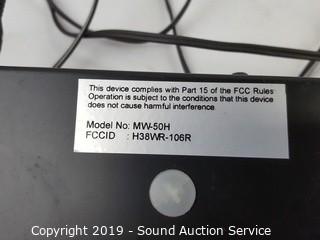 This device complies with Part 15 of the FCC Rules
Operation is subject to the conditions that this device
does not cause harmful interference
Model No: MW-50H
FCCID : H38WR-106R
Copyright 2019 - Sound Auction Service